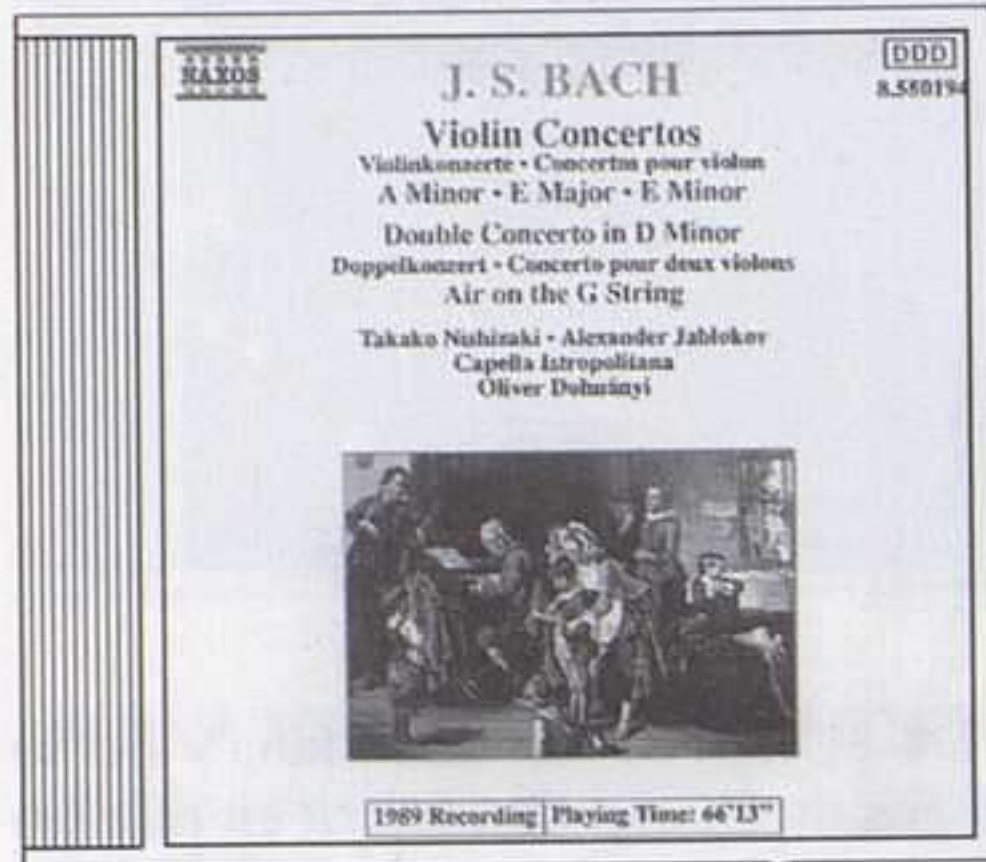 NAXOS
DDD
8.550194
J. S. BACH
Violin Concertos
Violinkonzerte • Concertos pour violon
A Minor • E Major • E Minor
Double Concerto in D Minor
Doppelkonzert • Concerto pour deux violons
Air on the G String
Takako Nishizaki • Alexander Jablokov
Capella Istropolitana
Oliver Dohnányi
1989 Recording
Playing Time: 66'13"